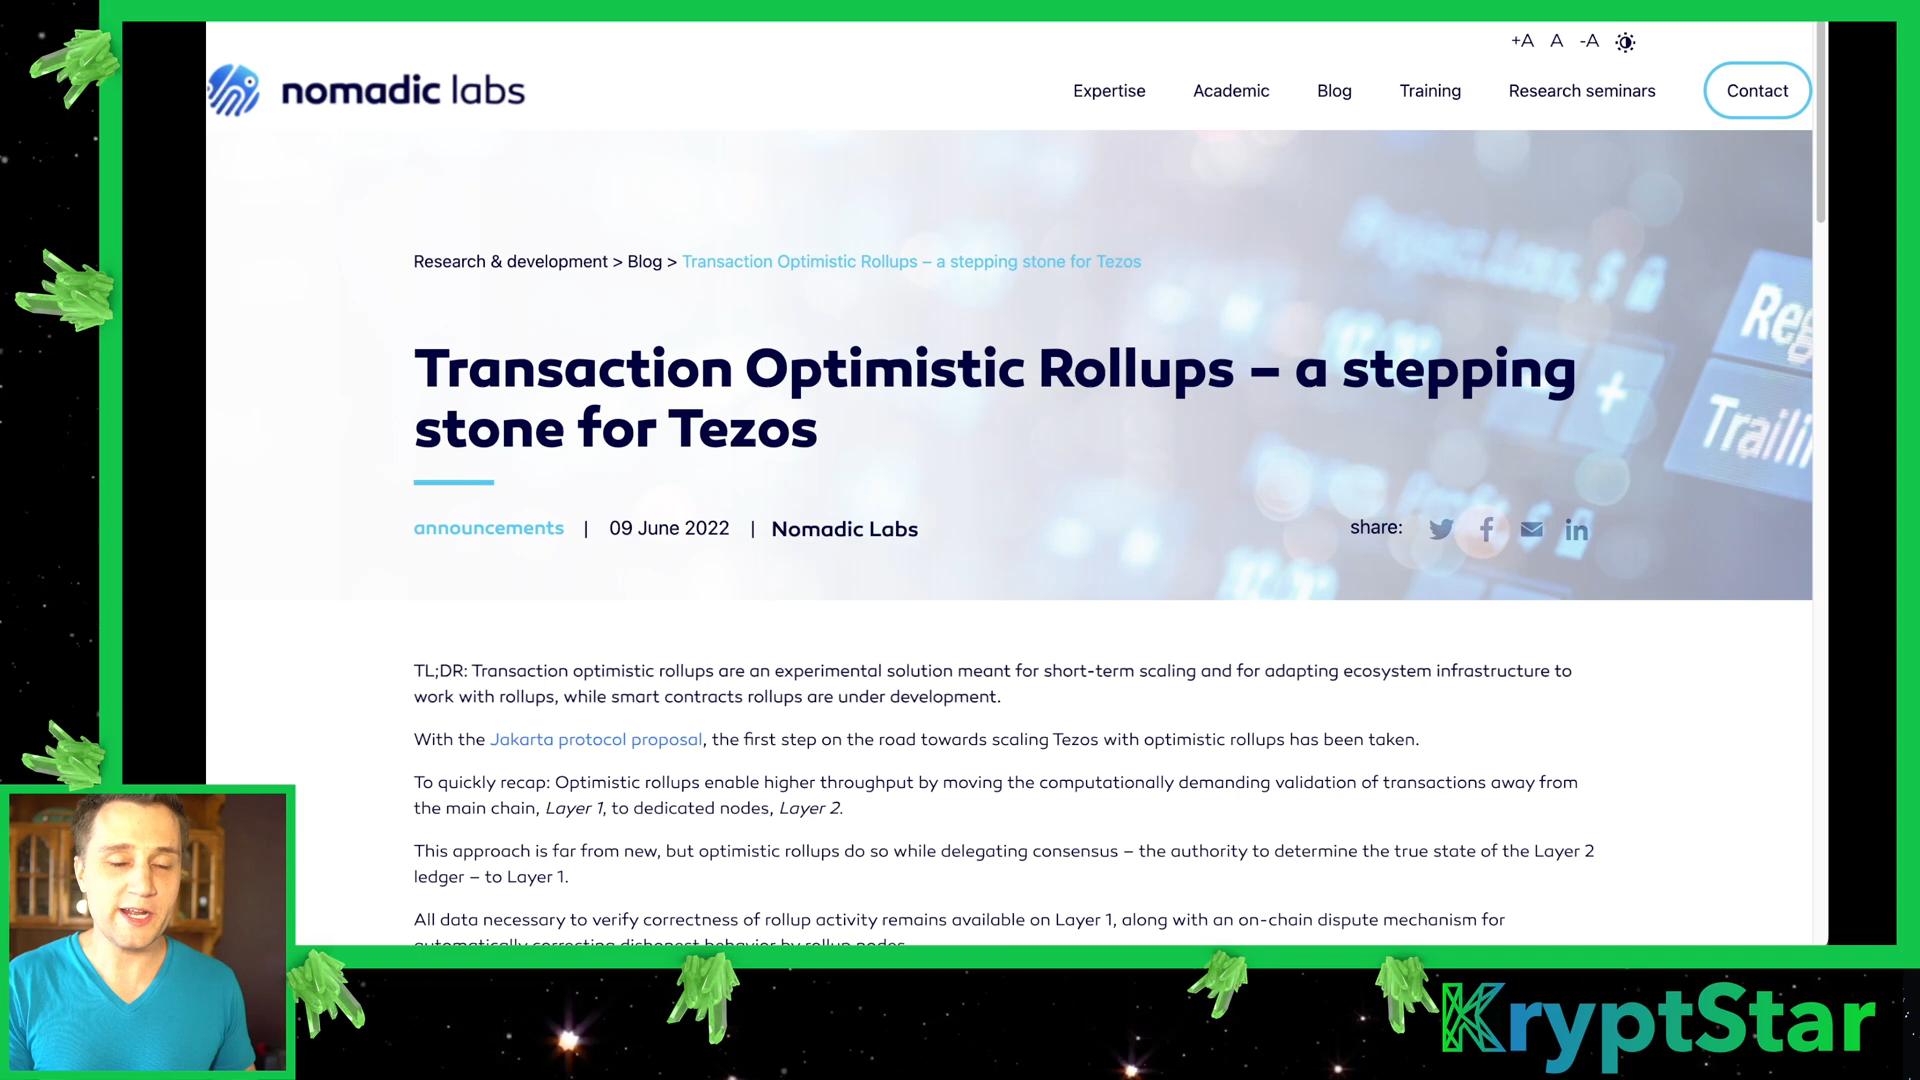 +A A -A
nomadic labs
Expertise Academic Blog Training Research seminars Contact
Research & development > Blog > Transaction Optimistic Rollups – a stepping stone for Tezos
Transaction Optimistic Rollups – a stepping
stone for Tezos
announcements | 09 June 2022 | Nomadic Labs
share:
TL;DR: Transaction optimistic rollups are an experimental solution meant for short-term scaling and for adapting ecosystem infrastructure to
work with rollups, while smart contracts rollups are under development.
With the Jakarta protocol proposal, the first step on the road towards scaling Tezos with optimistic rollups has been taken.
To quickly recap: Optimistic rollups enable higher throughput by moving the computationally demanding validation of transactions away from
the main chain, Layer 1, to dedicated nodes, Layer 2.
This approach is far from new, but optimistic rollups do so while delegating consensus – the authority to determine the true state of the Layer 2
ledger – to Layer 1.
All data necessary to verify correctness of rollup activity remains available on Layer 1, along with an on-chain dispute mechanism for
automatically correcting dishonest behavior by rollup nodes.
KryptStar